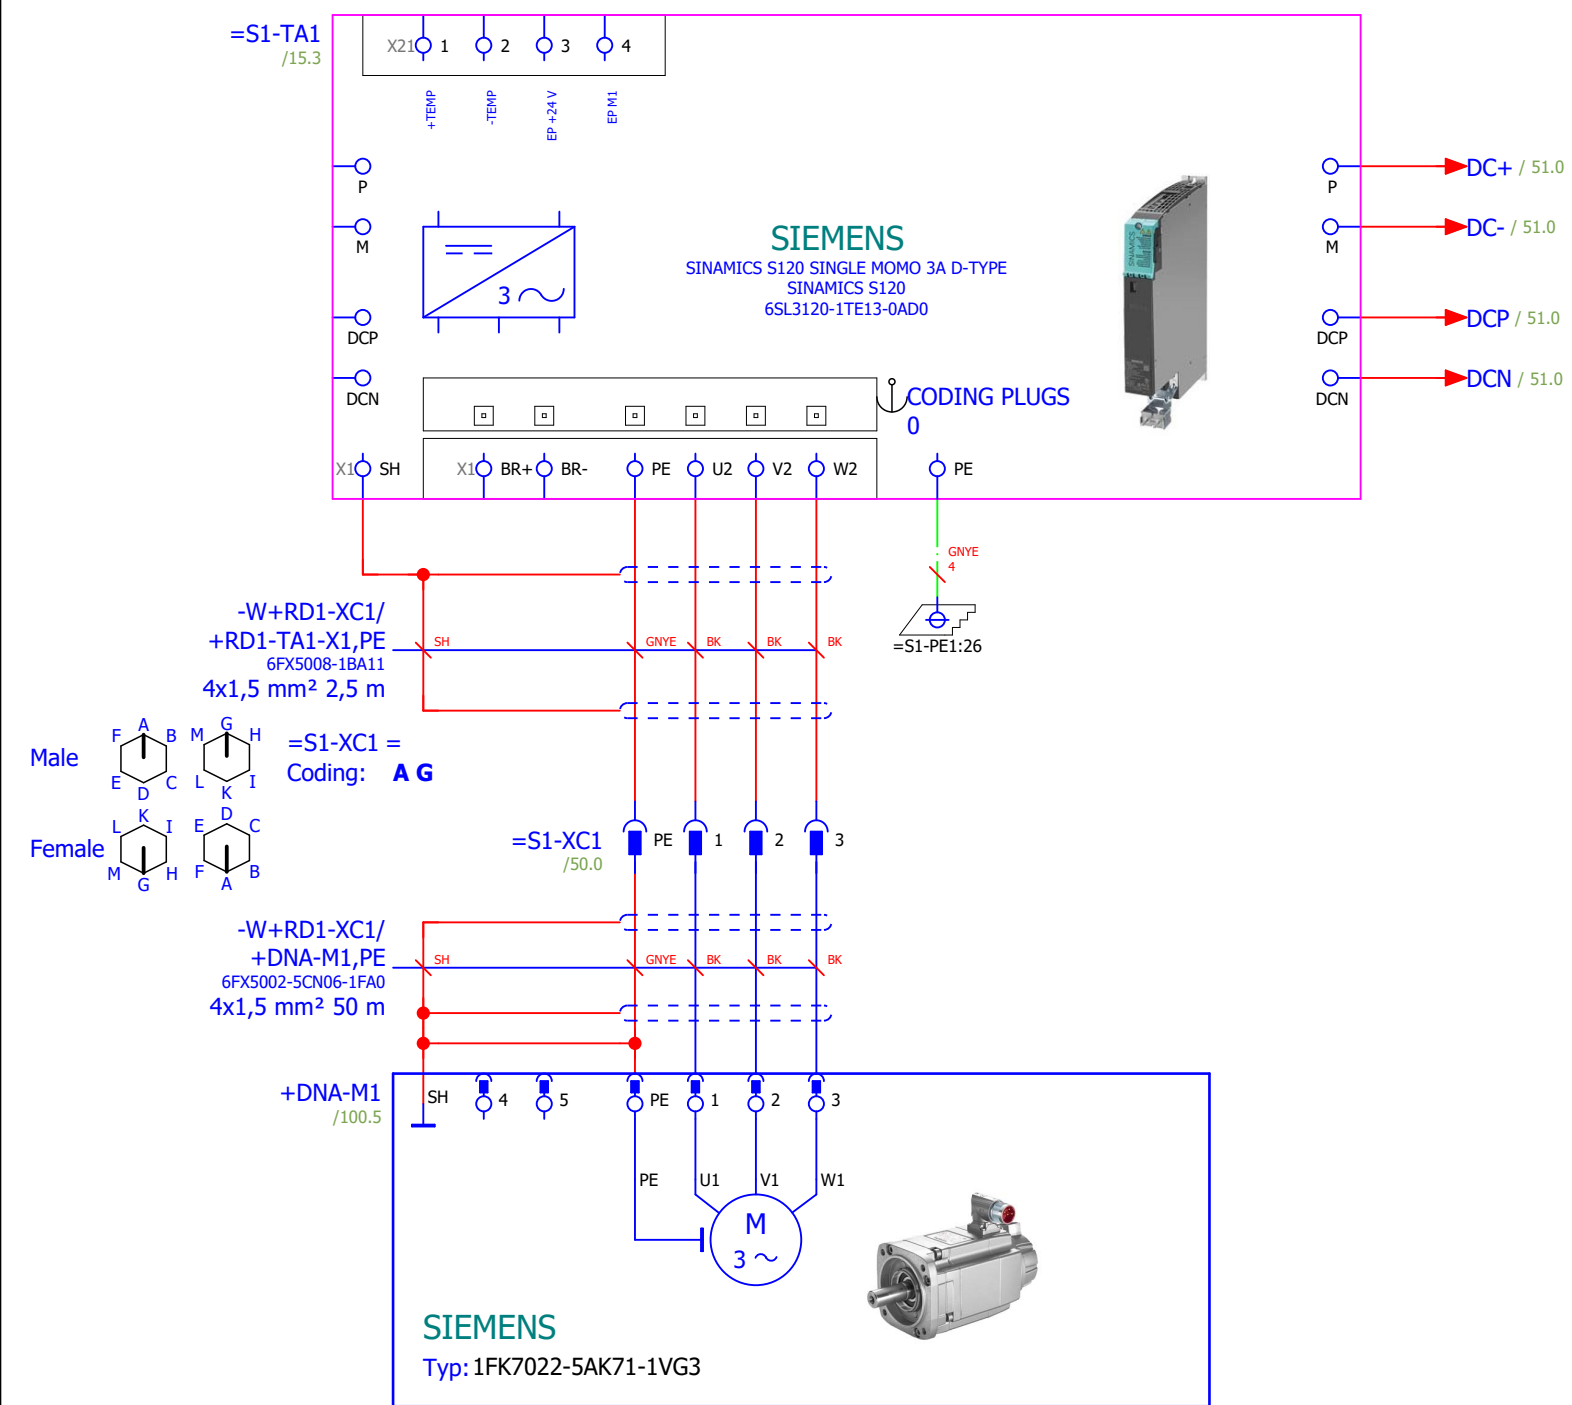 =S1-TA1
/15.3
X21 1 2 3 4
+TEMP
-TEMP
EP +24 V
EP M1
P
M
DCP
DCN
3
SIEMENS
SINAMICS S120 SINGLE MOMO 3A D-TYPE
SINAMICS S120
6SL3120-1TE13-0AD0
SINAMICS
P
DC+ / 51.0
M
DC- / 51.0
DCP
DCP / 51.0
DCN
DCN / 51.0
CODING PLUGS
0
X1 SH X1 BR+ BR- PE U2 V2 W2 PE
GNYE
4
=S1-PE1:26
-W+RD1-XC1/
+RD1-TA1-X1,PE
6FX5008-1BA11
4x1,5 mm² 2,5 m
SH GNYE BK BK BK
Male
F A B
E D C
M G H
L K I
=S1-XC1 =
Coding: A G
Female
L K I
M G H
E D C
F A B
=S1-XC1
/50.0
PE 1 2 3
-W+RD1-XC1/
+DNA-M1,PE
6FX5002-5CN06-1FA0
4x1,5 mm² 50 m
SH GNYE BK BK BK
+DNA-M1
/100.5
SH 4 5 PE 1 2 3
PE U1 V1 W1
M
3
SIEMENS
Typ: 1FK7022-5AK71-1VG3